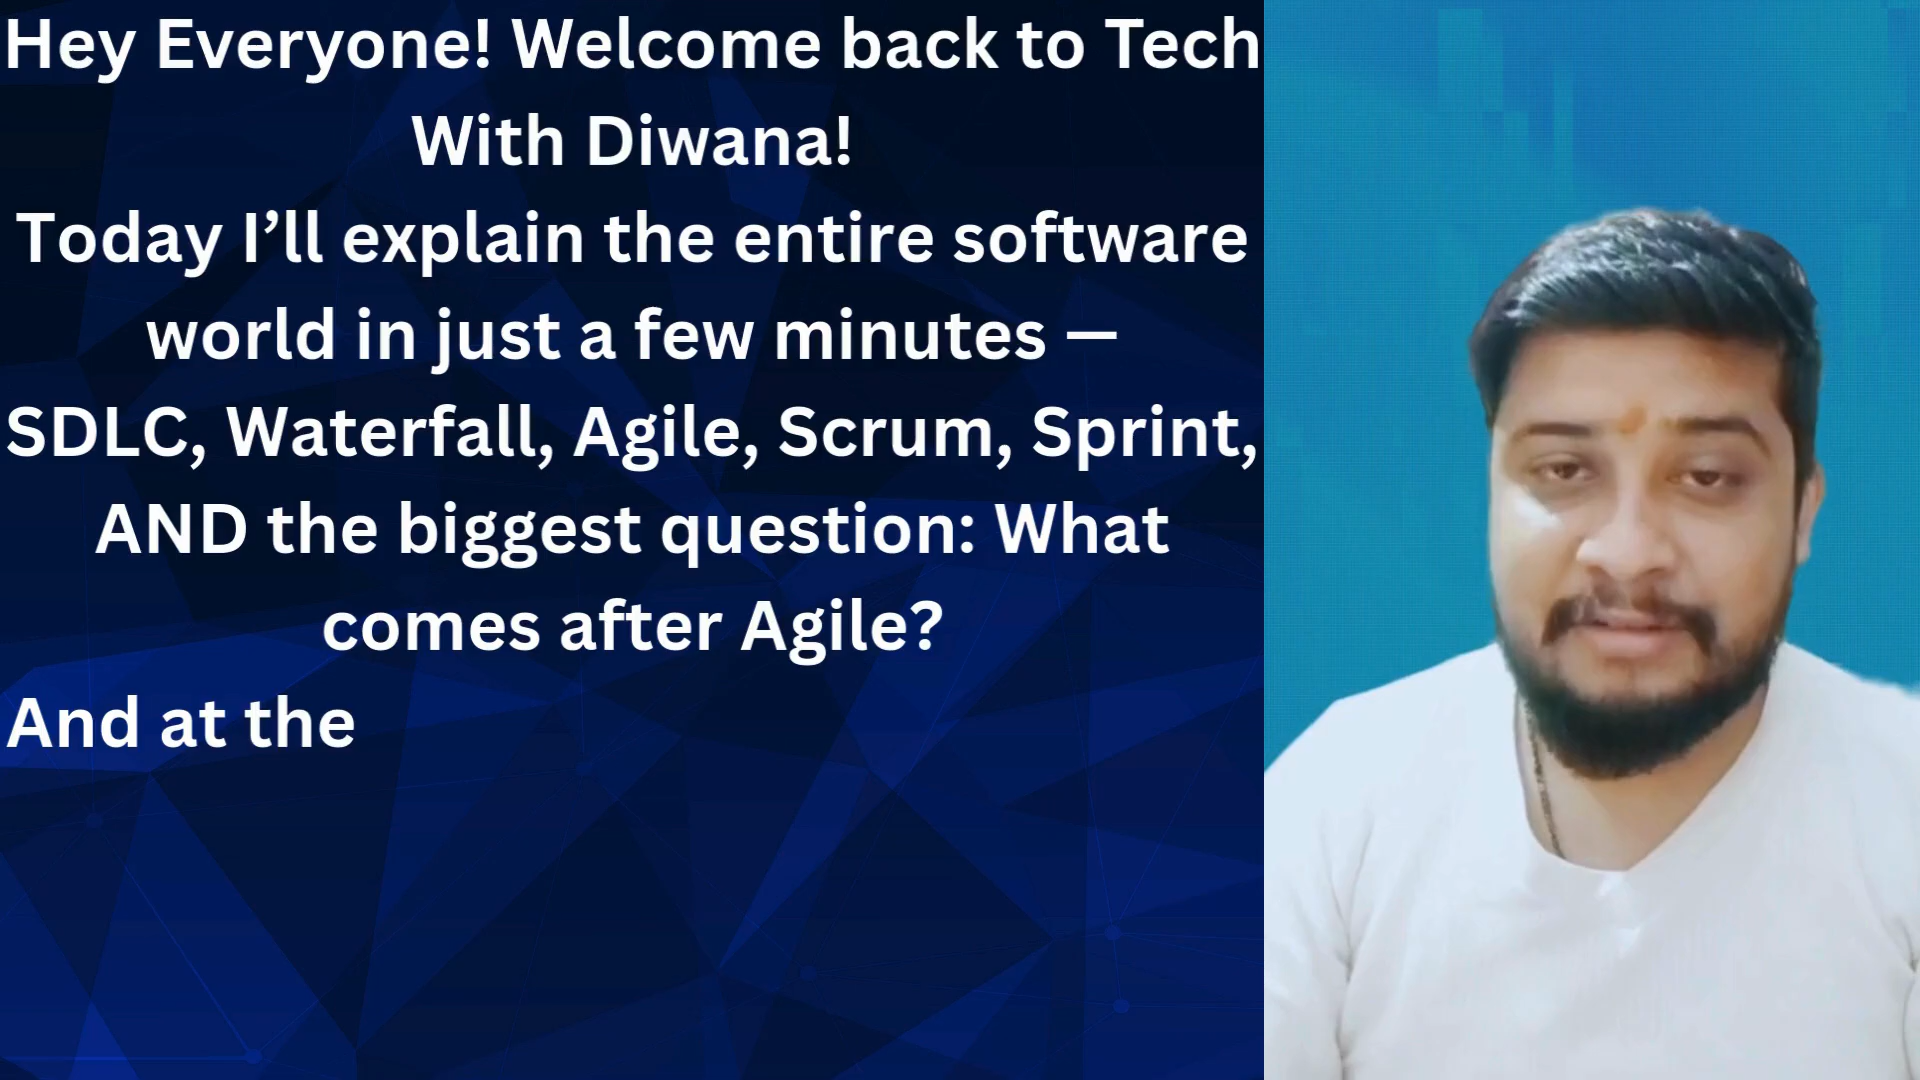 Hey Everyone! Welcome back to Tech
With Diwana!
Today I’ll explain the entire software
world in just a few minutes —
SDLC, Waterfall, Agile, Scrum, Sprint,
AND the biggest question: What
comes after Agile?
And at the